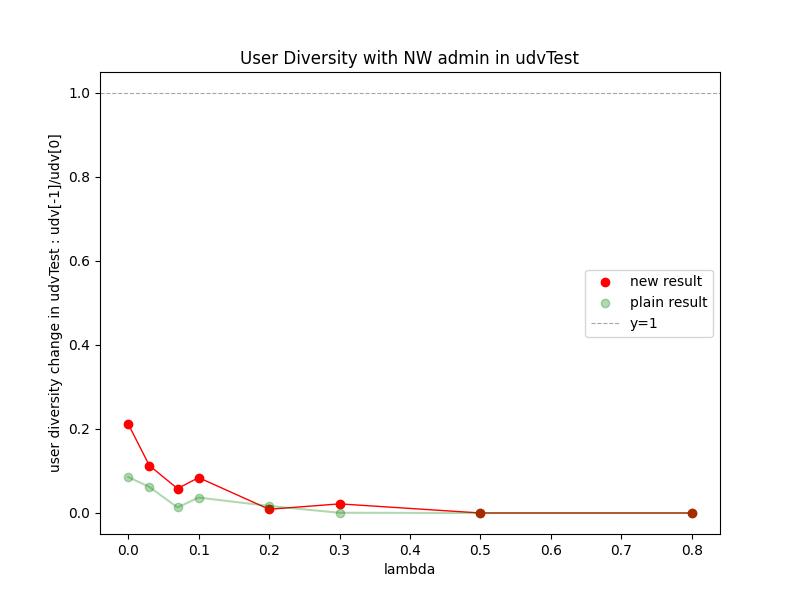 User Diversity with NW admin in udvTest
user diversity change in udvTest : udv[-1]/udv[0]
1.0
0.8
0.6
0.4
0.2
0.0
new result
plain result
y=1
0.0 0.1 0.2 0.3 0.4 0.5 0.6 0.7 0.8
lambda